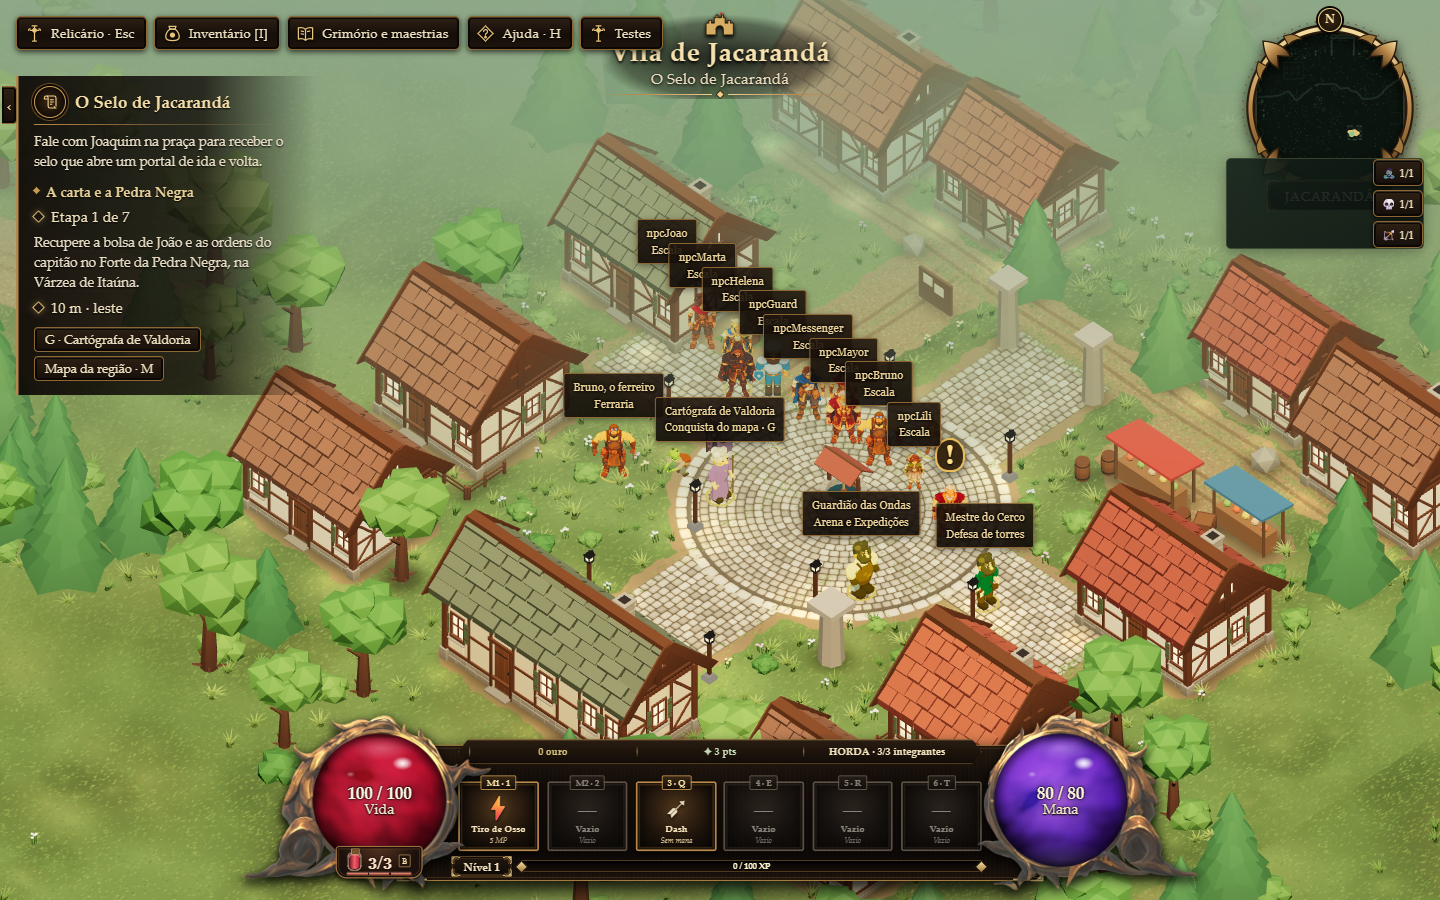 Relicário · Esc
Inventário [I]
Grimório e maestrias
Ajuda · H
Testes
Vila de Jacarandá
O Selo de Jacarandá
N
O Selo de Jacarandá
Fale com Joaquim na praça para receber o
selo que abre um portal de ida e volta.
A carta e a Pedra Negra
Etapa 1 de 7
Recupere a bolsa de João e as ordens do
capitão no Forte da Pedra Negra, na
Várzea de Itaúna.
10 m · leste
G · Cartógrafa de Valdoria
Mapa da região · M
1/1
JACARANDÁ
1/1
1/1
npcJoao
npcMarta
npcHelena
npcGuard
npcMessenger
npcMayor
npcBruno
Escala
npcLili
Escala
Bruno, o ferreiro
Ferraria
Cartógrafa de Valdoria
Conquista do mapa · G
!
Guardião das Ondas
Arena e Expedições
Mestre do Cerco
Defesa de torres
0 ouro
3 pts
HORDA · 3/3 integrantes
100 / 100
Vida
3/3
B
M1 · 1
Tiro de Osso
5 MP
M2 · 2
Vazio
Vazio
3 · Q
Dash
Sem mana
4 · E
Vazio
Vazio
5 · R
Vazio
Vazio
6 · T
Vazio
Vazio
80 / 80
Mana
Nível 1
0 / 100 XP